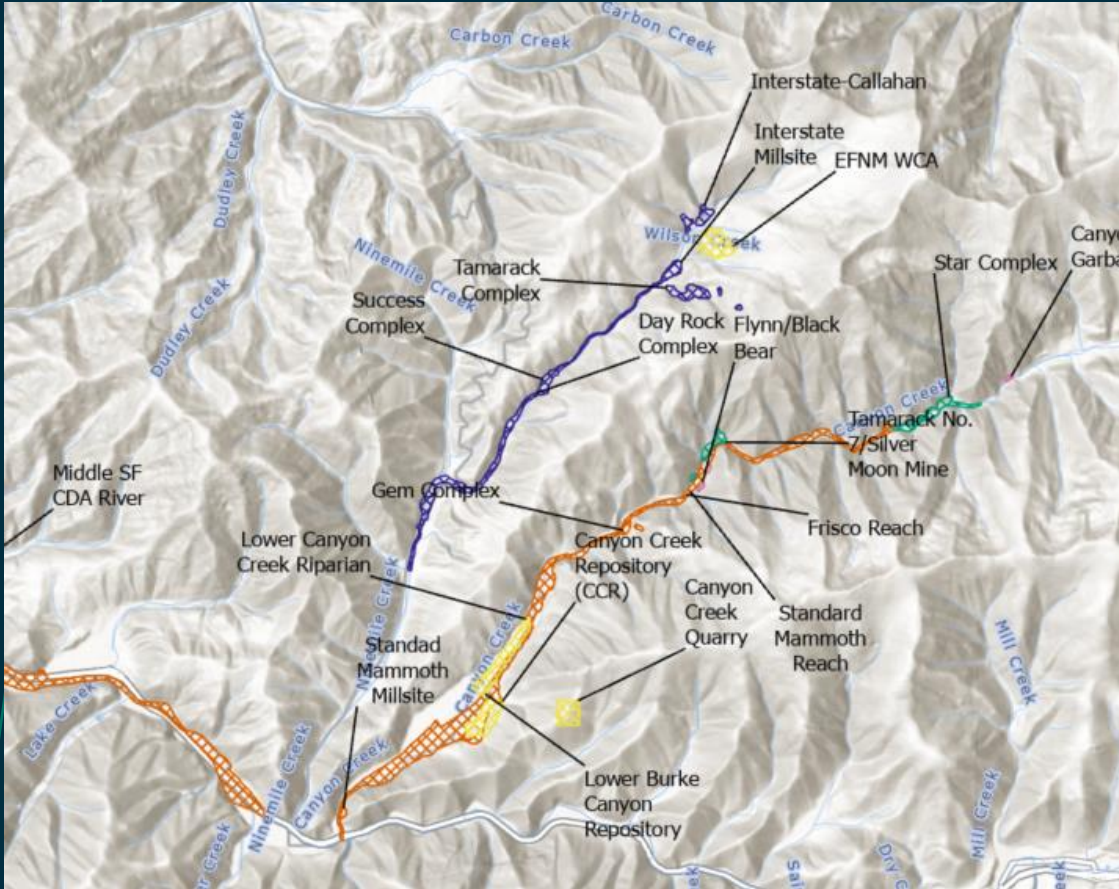 Carbon Creek
Carbon Creek
Interstate-Callahan
Interstate
Millsite
EFNM WCA
Dudley Creek
Wilson Creek
Ninemile Creek
Tamarack
Complex
Star Complex
Success
Complex
Day Rock
Complex
Flynn/Black
Bear
Dudley Creek
Canyon Creek
Tamarack No.
7/Silver
Moon Mine
Middle SF
CDA River
Gem Complex
Frisco Reach
Lower Canyon
Creek Riparian
Canyon Creek
Repository
(CCR)
Canyon
Creek
Quarry
Standard
Mammoth
Reach
Ninemile Creek
Canyon Creek
Standad
Mammoth
Millsite
Mill Creek
Lake Creek
Ninemile Creek
Canyon Creek
Lower Burke
Canyon
Repository
Mill Creek
Creek